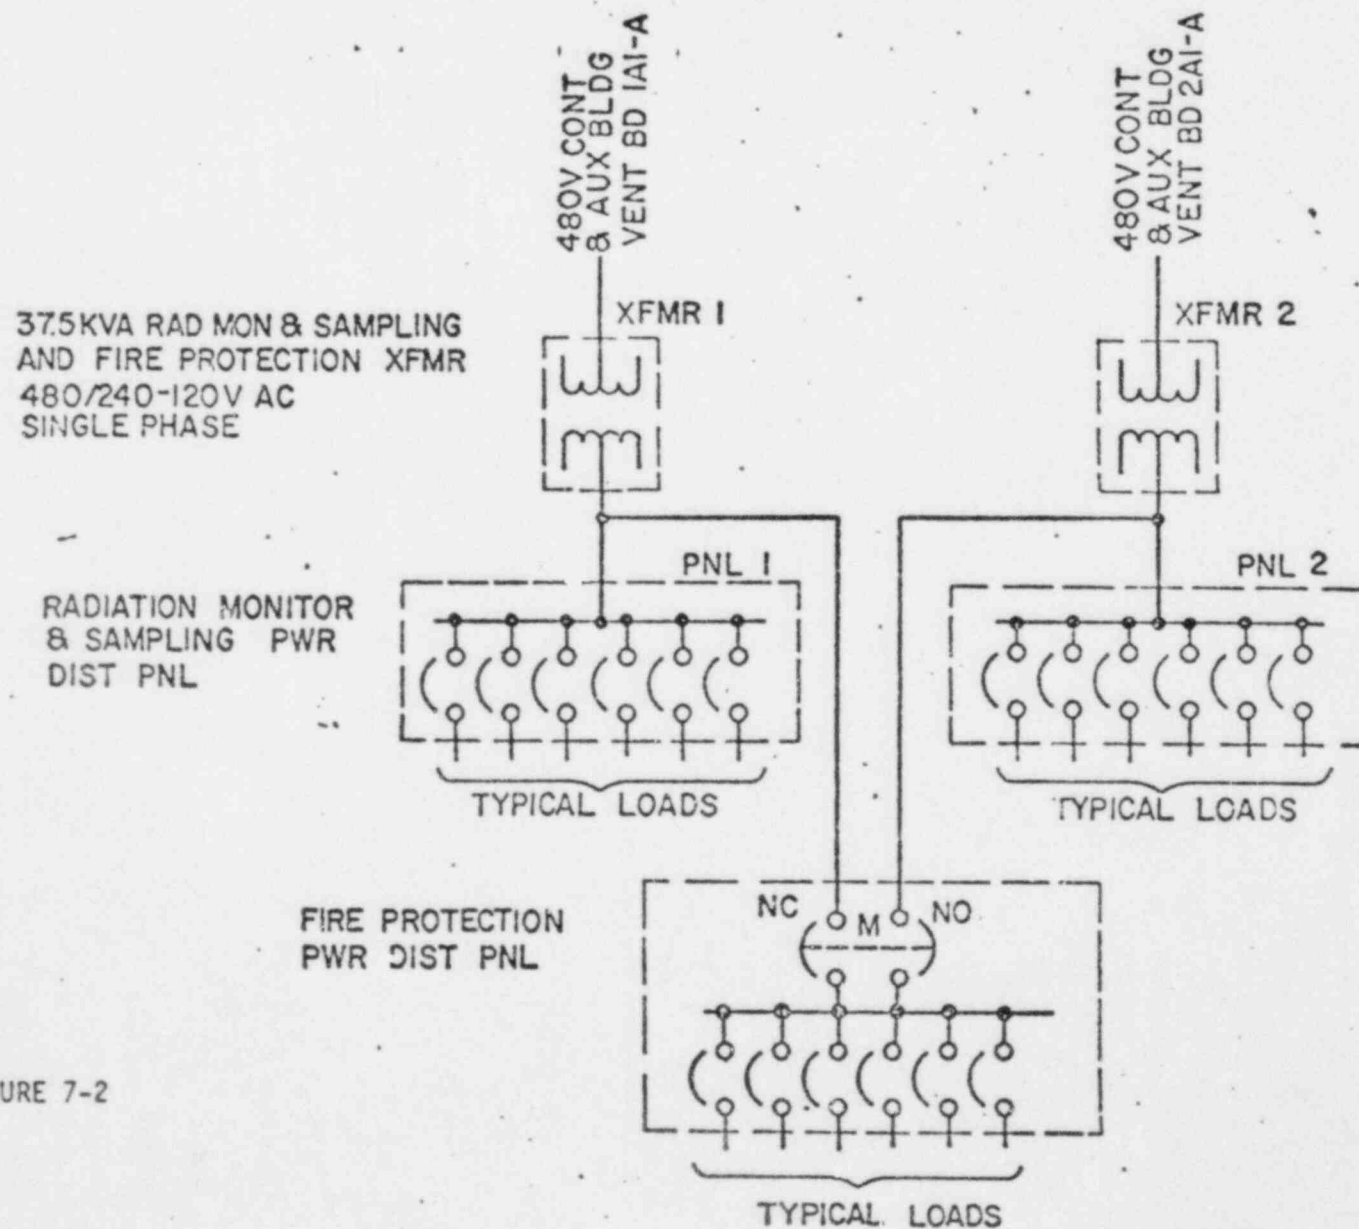 480V CONT
& AUX BLDG
VENT BD 1A1-A
480V CONT
& AUX BLDG
VENT BD 2A1-A
XFMR 1
XFMR 2
37.5KVA RAD MON & SAMPLING
AND FIRE PROTECTION XFMR
480/240-120V AC
SINGLE PHASE
PNL 1
PNL 2
RADIATION MONITOR
& SAMPLING PWR
DIST PNL
TYPICAL LOADS
TYPICAL LOADS
FIRE PROTECTION
PWR DIST PNL
NC
M
NO
URE 7-2
TYPICAL LOADS